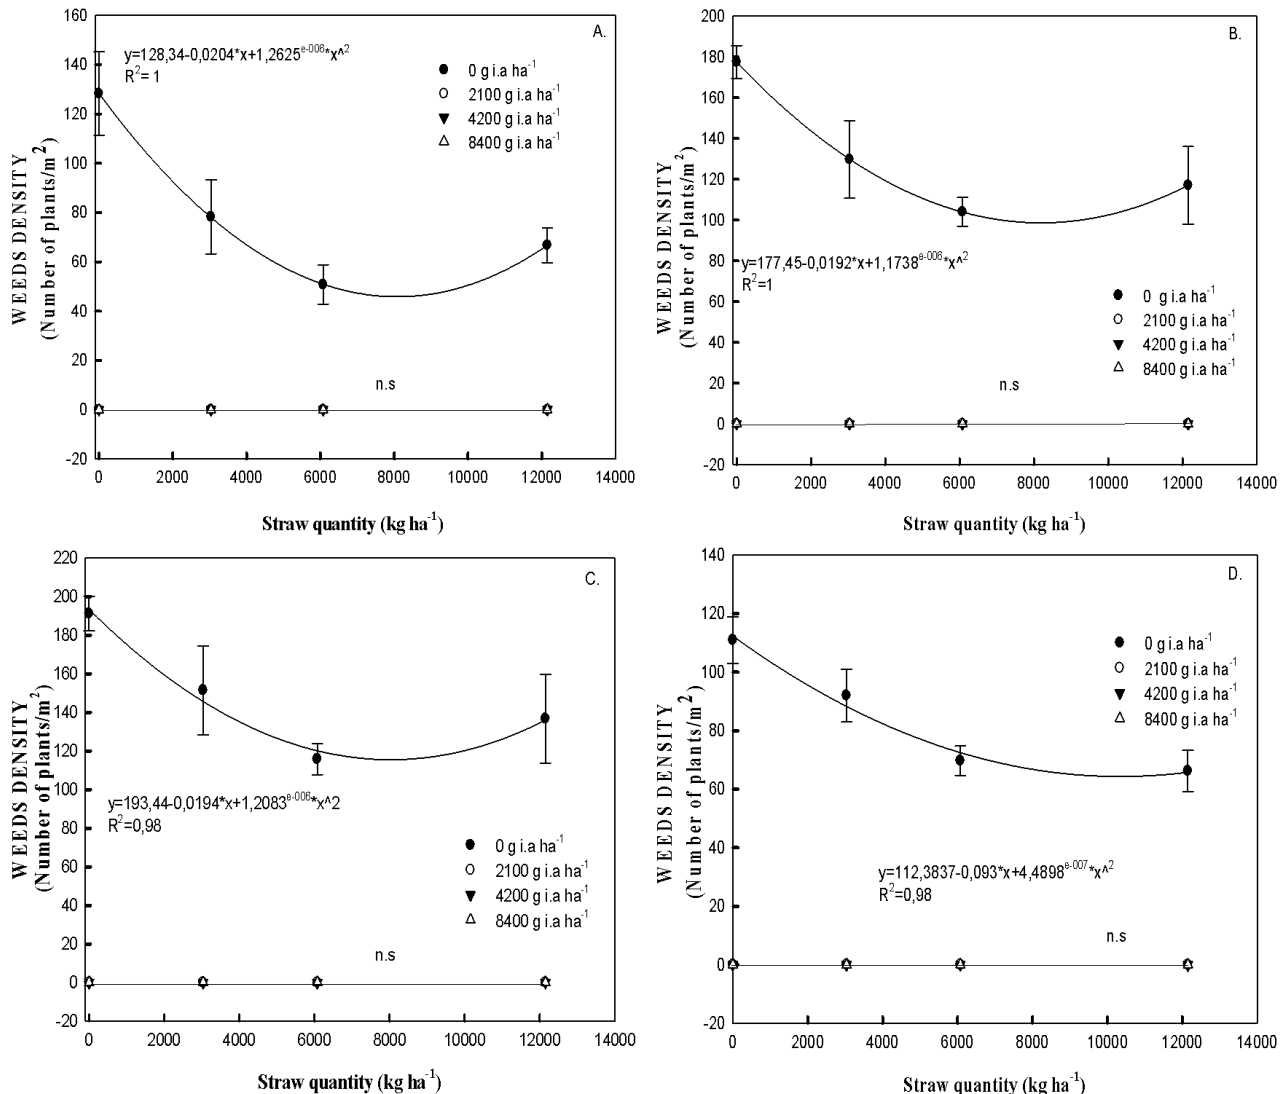 A.
y=128,34-0,0204*x+1,2625e-006*x^2
R2= 1
0 g i.a ha-1
2100 g i.a ha-1
4200 g i.a ha-1
8400 g i.a ha-1
n.s
160
140
120
100
80
60
40
20
0
-20
0 2000 4000 6000 8000 10000 12000 14000
WEEDS DENSITY
(Number of plants/m2)
Straw quantity (kg ha-1)
B.
y=177,45-0,0192*x+1,1738e-006*x^2
R2=1
0 g i.a ha-1
2100 g i.a ha-1
4200 g i.a ha-1
8400 g i.a ha-1
n.s
200
180
160
140
120
100
80
60
40
20
0
-20
0 2000 4000 6000 8000 10000 12000 14000
WEEDS DENSITY
(Number of plants/m2)
Straw quantity (kg ha-1)
C.
y=193,44-0,0194*x+1,2083e-006*x^2
R2=0,98
0 g i.a ha-1
2100 g i.a ha-1
4200 g i.a ha-1
8400 g i.a ha-1
n.s
220
200
180
160
140
120
100
80
60
40
20
0
-20
0 2000 4000 6000 8000 10000 12000 14000
WEEDS DENSITY
(Number of plants/m2)
Straw quantity (kg ha-1)
D.
0 g i.a ha-1
2100 g i.a ha-1
4200 g i.a ha-1
8400 g i.a ha-1
y=112,3837-0,093*x+4,4898e-007*x^2
R2=0,98
n.s
140
120
100
80
60
40
20
0
-20
0 2000 4000 6000 8000 10000 12000 14000
WEEDS DENSITY
(Number of plants/m2)
Straw quantity (kg ha-1)